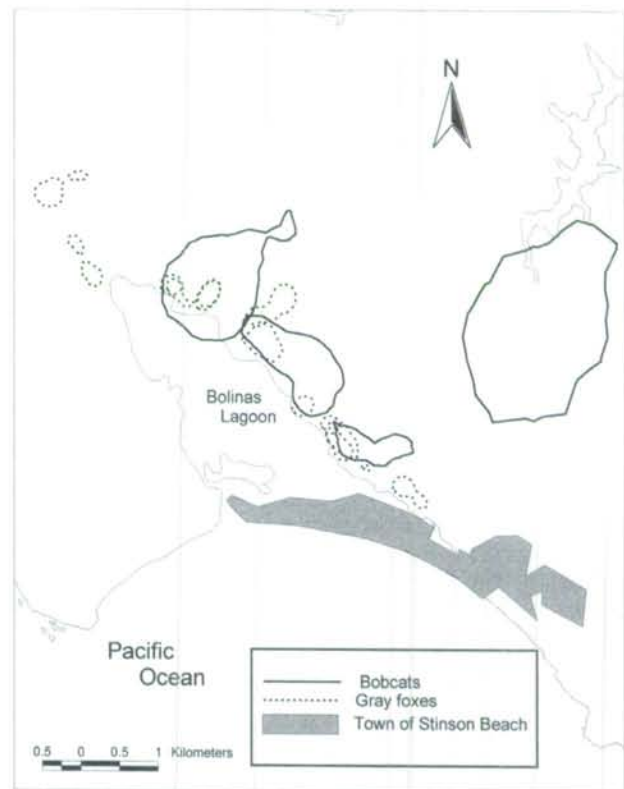 N
Bolinas
Lagoon
Pacific
Ocean
Bobcats
Gray foxes
Town of Stinson Beach
0.5 0 0.5 1 Kilometers